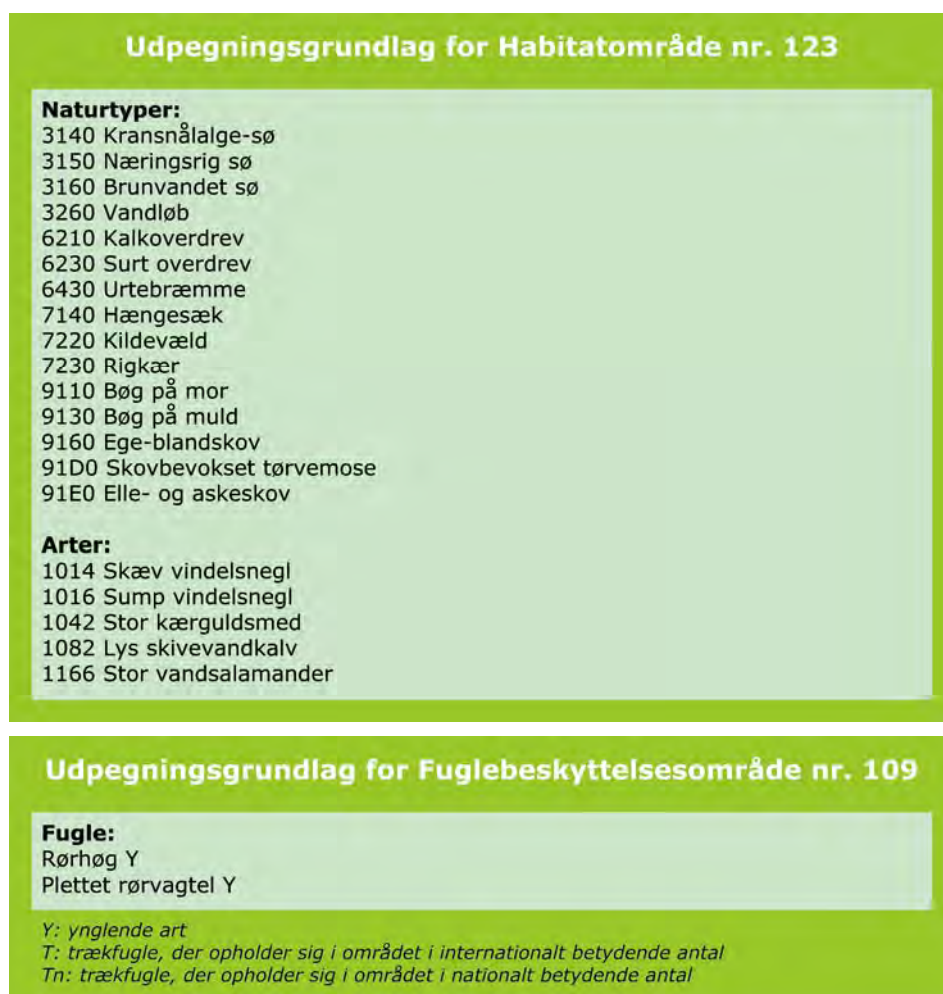 Udpegningsgrundlag for Habitatområde nr. 123
Naturtyper:
3140 Kransnålalge-sø
3150 Næringsrig sø
3160 Brunvandet sø
3260 Vandløb
6210 Kalkoverdrev
6230 Surt overdrev
6430 Urtebræmme
7140 Hængesæk
7220 Kildevæld
7230 Rigkær
9110 Bøg på mor
9130 Bøg på muld
9160 Ege-blandskov
91D0 Skovbevokset tørvemose
91E0 Elle- og askeskov
Arter:
1014 Skæv vindelsnegl
1016 Sump vindelsnegl
1042 Stor kærguldsmed
1082 Lys skivevandkalv
1166 Stor vandsalamander
Udpegningsgrundlag for Fuglebeskyttelsesområde nr. 109
Fugle:
Rørhøg Y
Plettet rørvagtel Y
Y: ynglende art
T: trækfugle, der opholder sig i området i internationalt betydende antal
Tn: trækfugle, der opholder sig i området i nationalt betydende antal